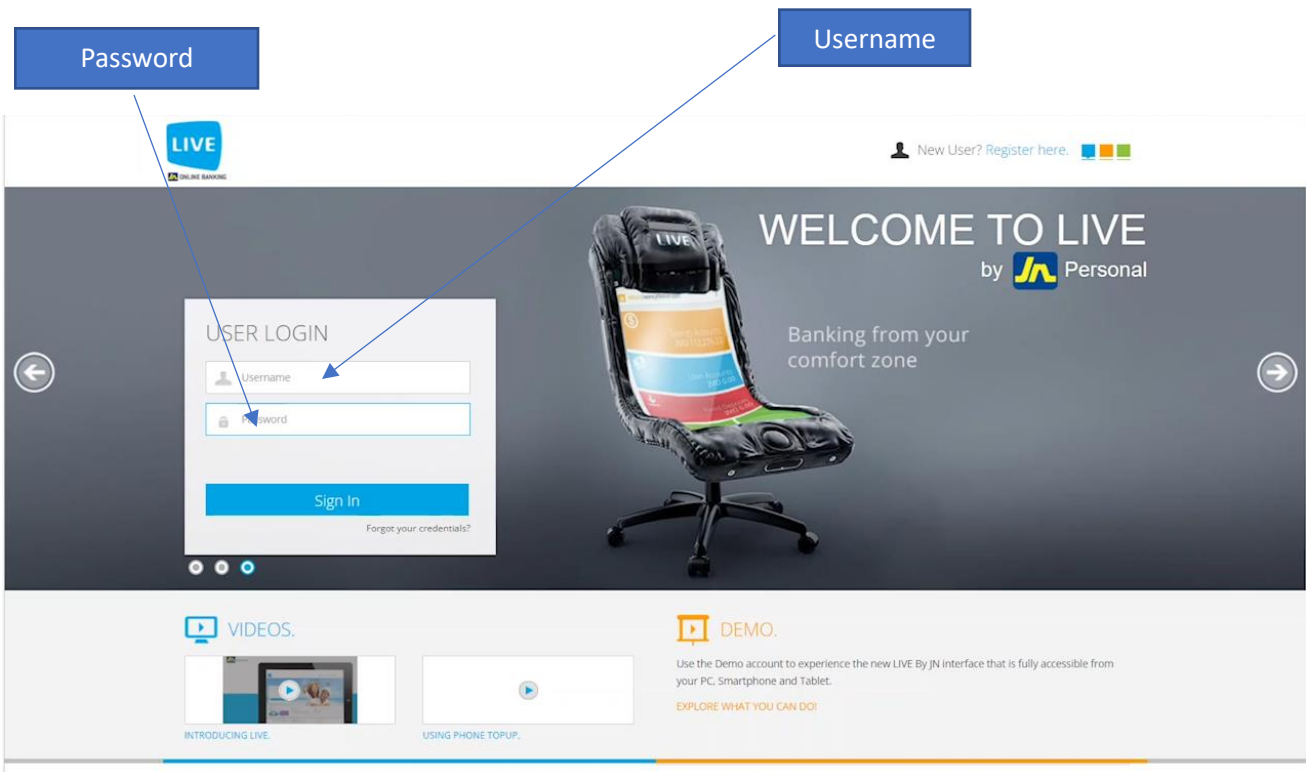 Username
Password
LIVE
ONLINE BANKING
New User? Register here.
WELCOME TO LIVE
by JN Personal
LIVE
Banking from your
comfort zone
USER LOGIN
Username
Password
Sign In
Forgot your credentials?
VIDEOS.
DEMO.
Use the Demo account to experience the new LIVE By JN interface that is fully accessible from
your PC, Smartphone and Tablet.
EXPLORE WHAT YOU CAN DO!
INTRODUCING LIVE.
USING PHONE TOPUP.